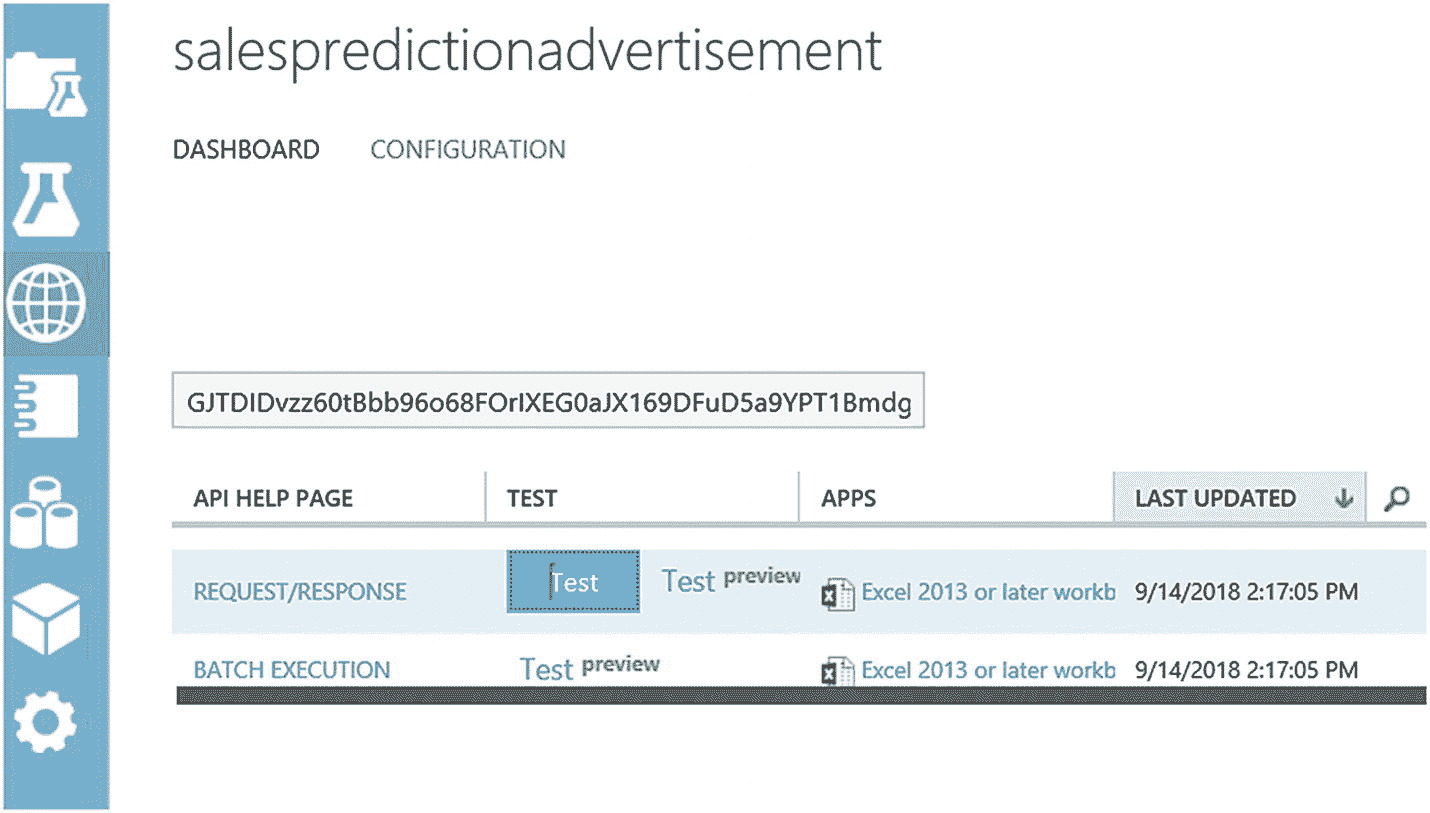 salespredictionadvertisement
DASHBOARD CONFIGURATION
GJTDIDvzz60tBbb96o68FOrIXEG0aJX169DFuD5a9YPT1Bmdg
API HELP PAGE TEST APPS LAST UPDATED
REQUEST/RESPONSE Test Test preview Excel 2013 or later workb 9/14/2018 2:17:05 PM
BATCH EXECUTION Test preview Excel 2013 or later workb 9/14/2018 2:17:05 PM